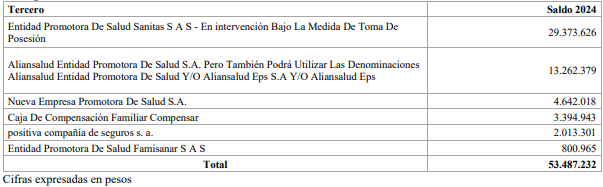 Tercero Saldo 2024
Entidad Promotora De Salud Sanitas S A S - En intervención Bajo La Medida De Toma De
Posesión 29.373.626
Aliansalud Entidad Promotora De Salud S.A. Pero También Podrá Utilizar Las Denominaciones
Aliansalud Entidad Promotora De Salud Y/O Aliansalud Eps S.A Y/O Aliansalud Eps 13.262.379
Nueva Empresa Promotora De Salud S.A. 4.642.018
Caja De Compensación Familiar Compensar 3.394.943
positiva compañía de seguros s. a. 2.013.301
Entidad Promotora De Salud Famisanar S A S 800.965
Total 53.487.232
Cifras expresadas en pesos